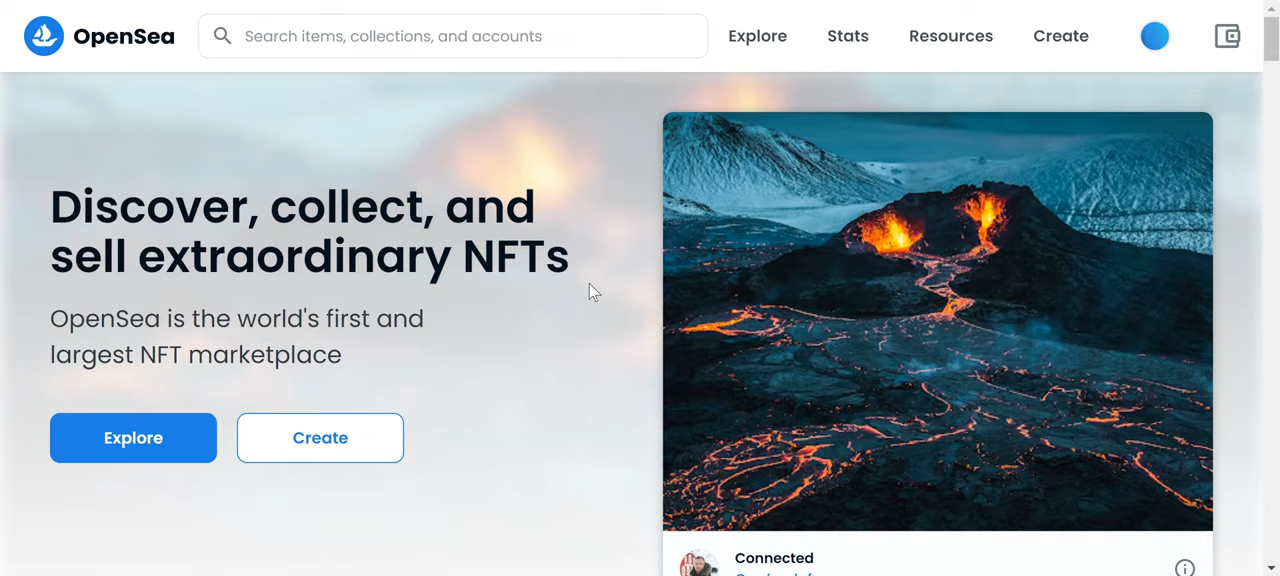 OpenSea
Search items, collections, and accounts
Explore
Stats
Resources
Create
Discover, collect, and
sell extraordinary NFTs
OpenSea is the world's first and
largest NFT marketplace
Explore
Create
Connected